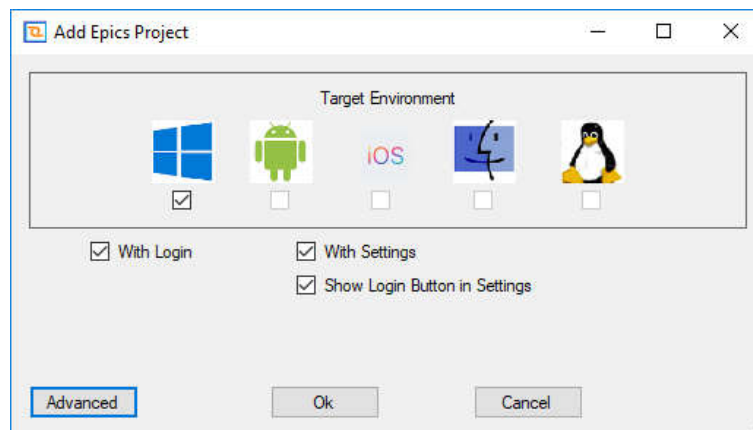 Add Epics Project
Target Environment
iOS
With Login With Settings
Show Login Button in Settings
Advanced Ok Cancel